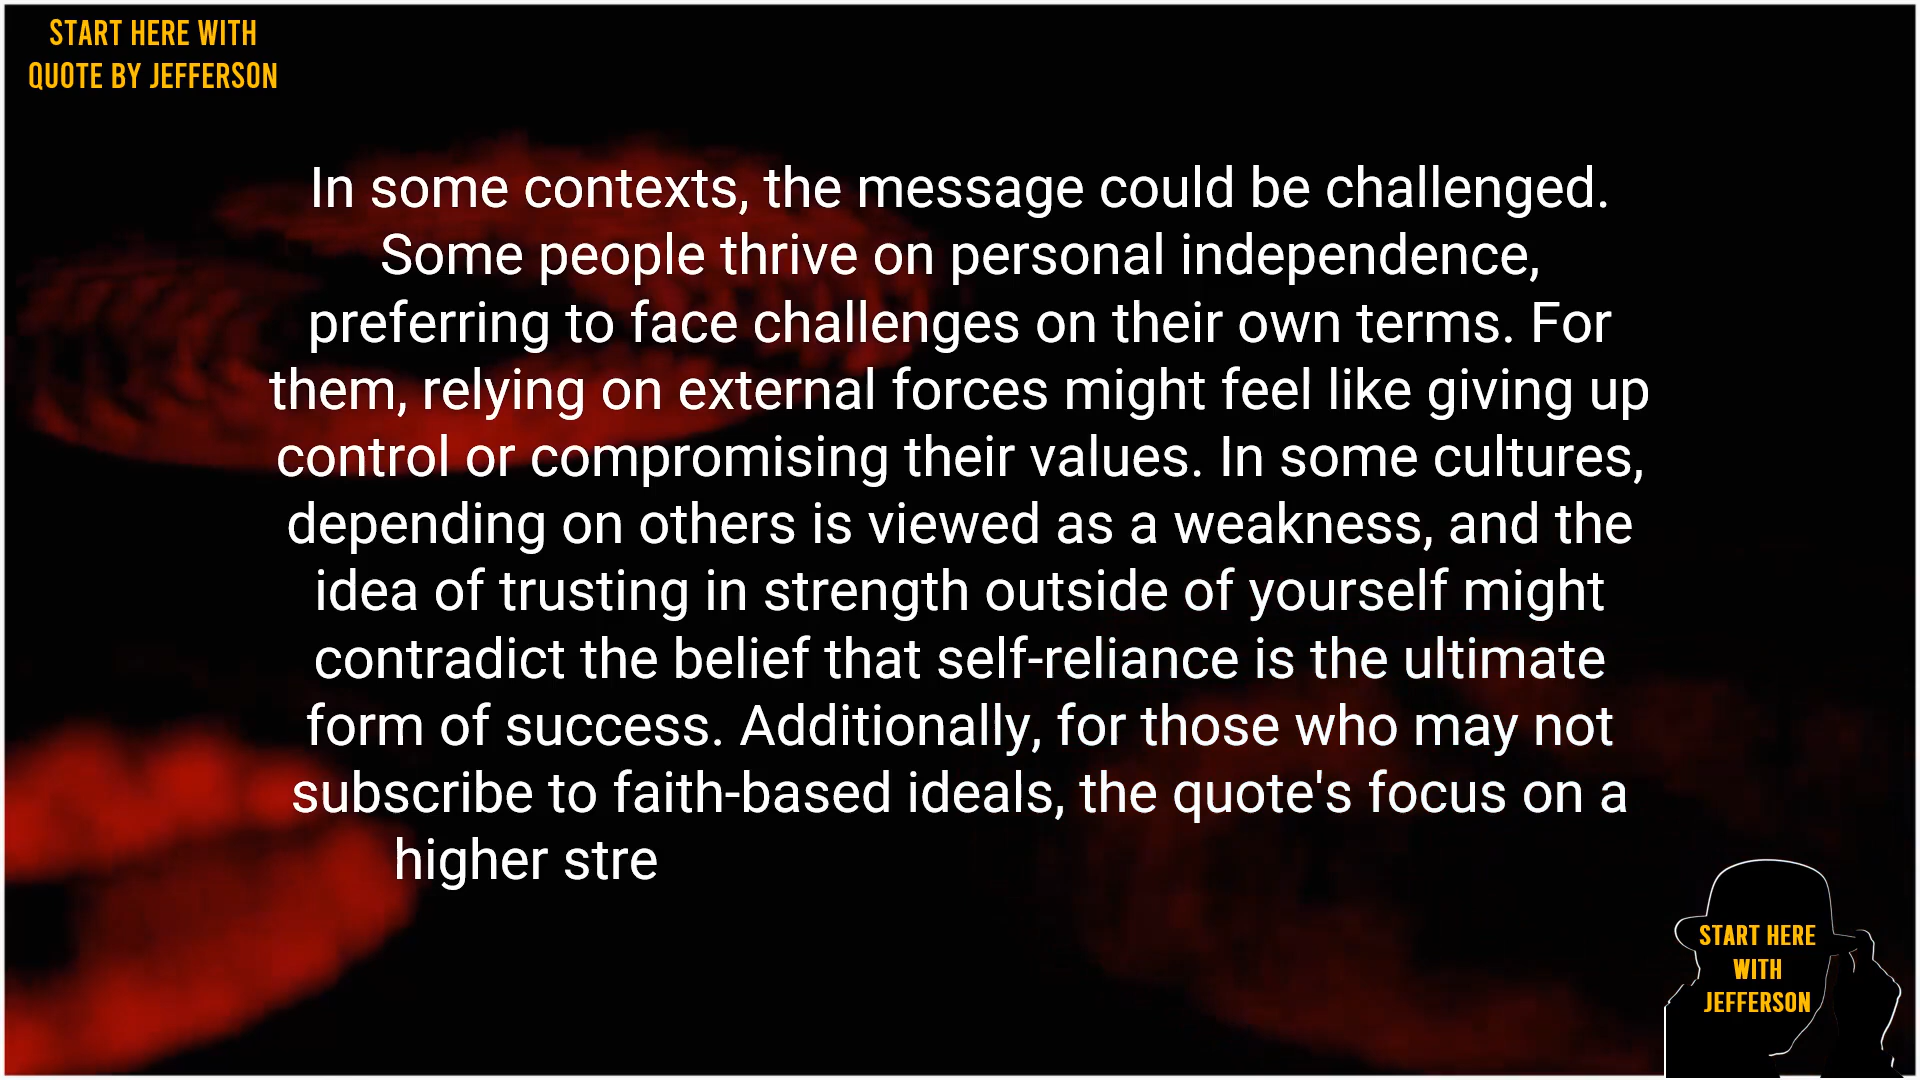 START HERE WITH
QUOTE BY JEFFERSON
In some contexts, the message could be challenged.
Some people thrive on personal independence,
preferring to face challenges on their own terms. For
them, relying on external forces might feel like giving up
control or compromising their values. In some cultures,
depending on others is viewed as a weakness, and the
idea of trusting in strength outside of yourself might
contradict the belief that self-reliance is the ultimate
form of success. Additionally, for those who may not
subscribe to faith-based ideals, the quote's focus on a
higher stre
START HERE
WITH
JEFFERSON